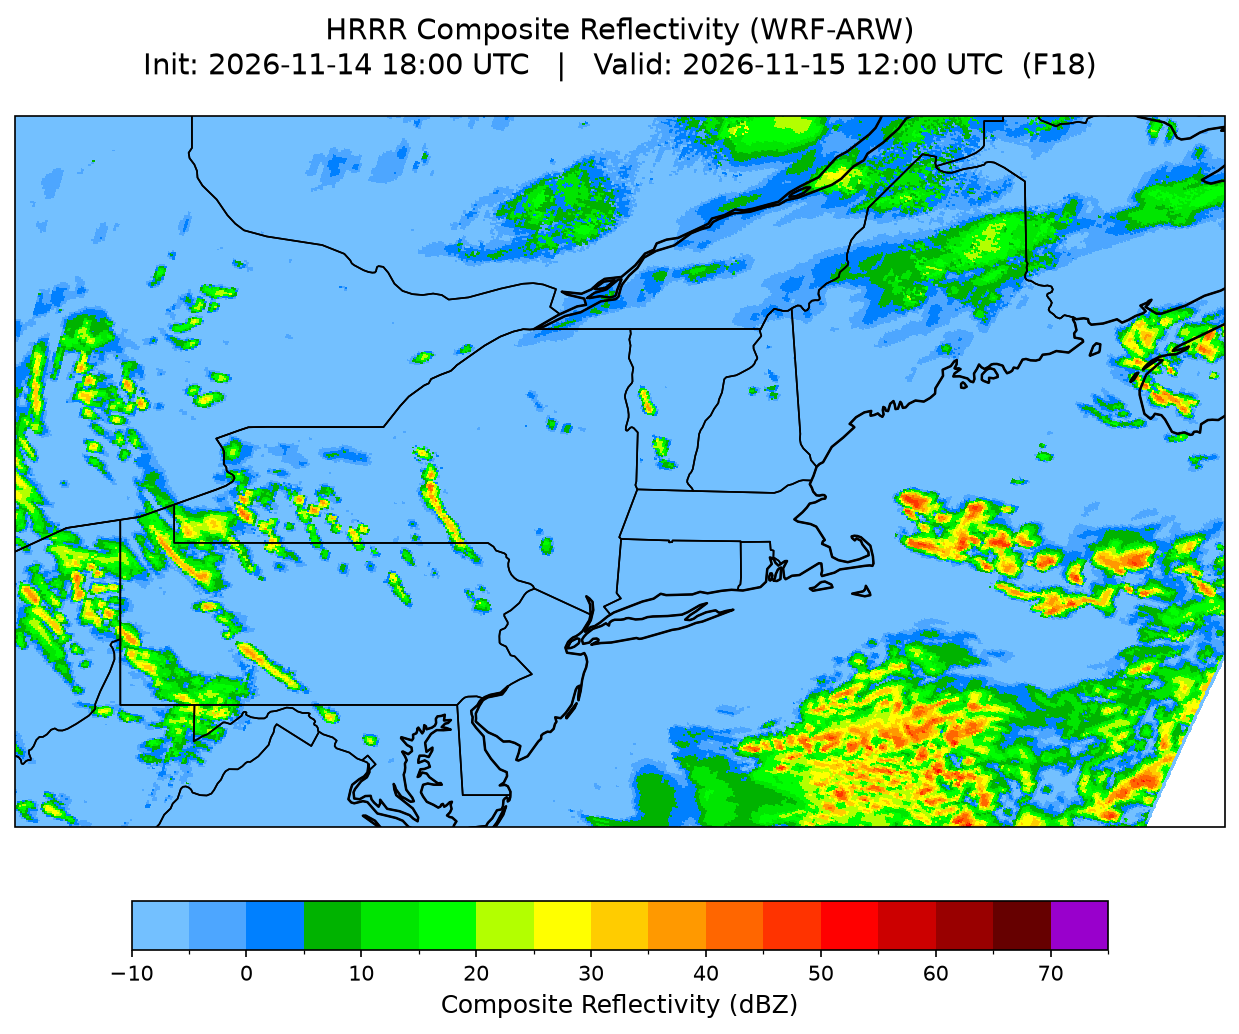 HRRR Composite Reflectivity (WRF-ARW)
Init: 2026-11-14 18:00 UTC | Valid: 2026-11-15 12:00 UTC (F18)
−10 0 10 20 30 40 50 60 70
Composite Reflectivity (dBZ)